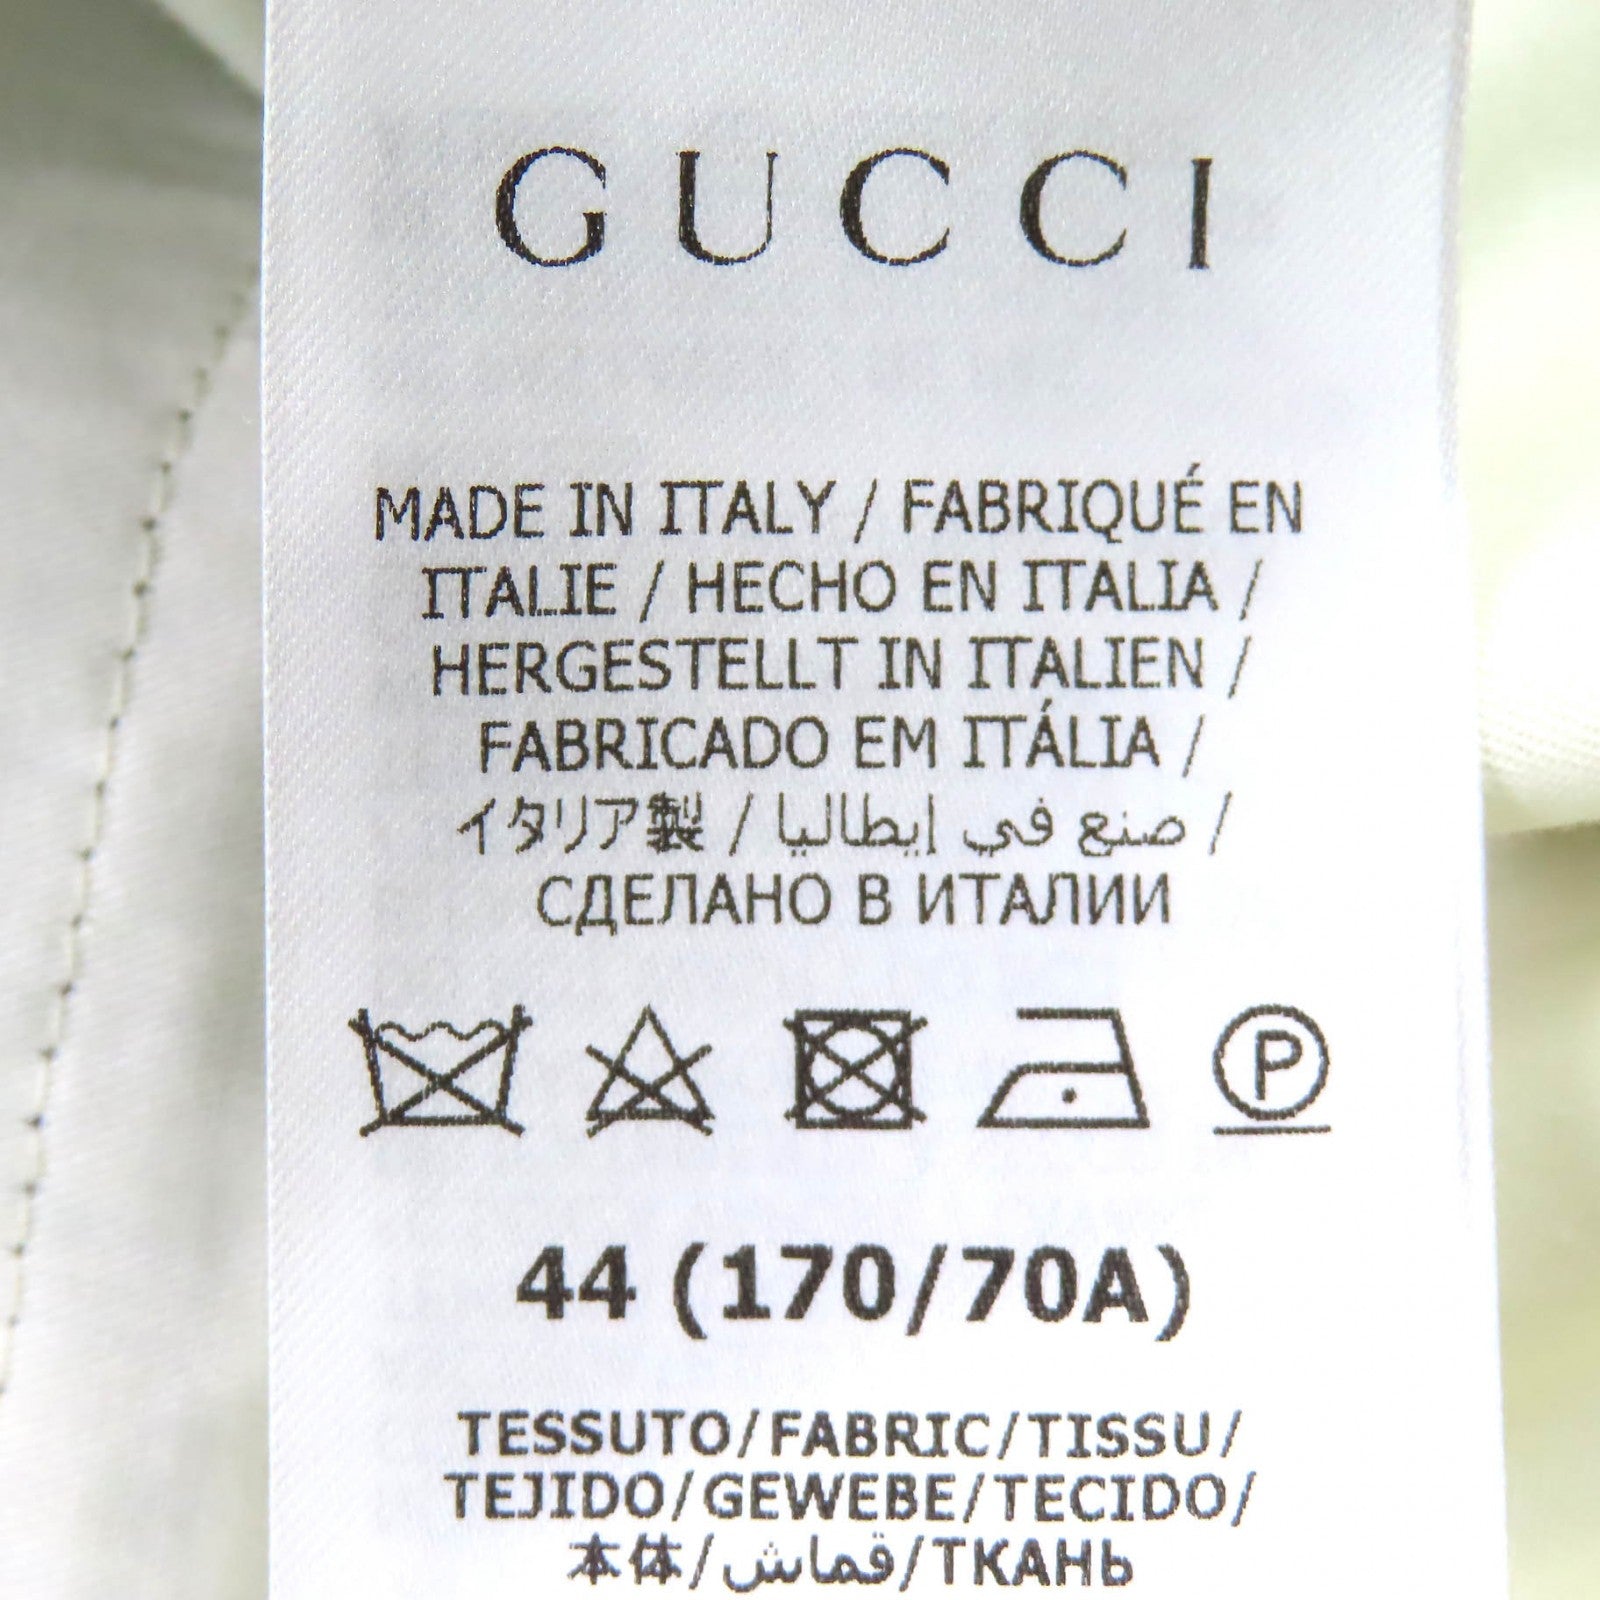 GUCCI
MADE IN ITALY / FABRIQUÉ EN
ITALIE / HECHO EN ITALIA /
HERGESTELLT IN ITALIEN /
FABRICADO EM ITÁLIA /
イタリア製 / صنع في إيطاليا /
СДЕЛАНО В ИТАЛИИ
P
44 (170/70A)
TESSUTO/FABRIC/TISSU/
TEJIDO/GEWEBE/TECIDO/
本体/قماش/ТКАНЬ